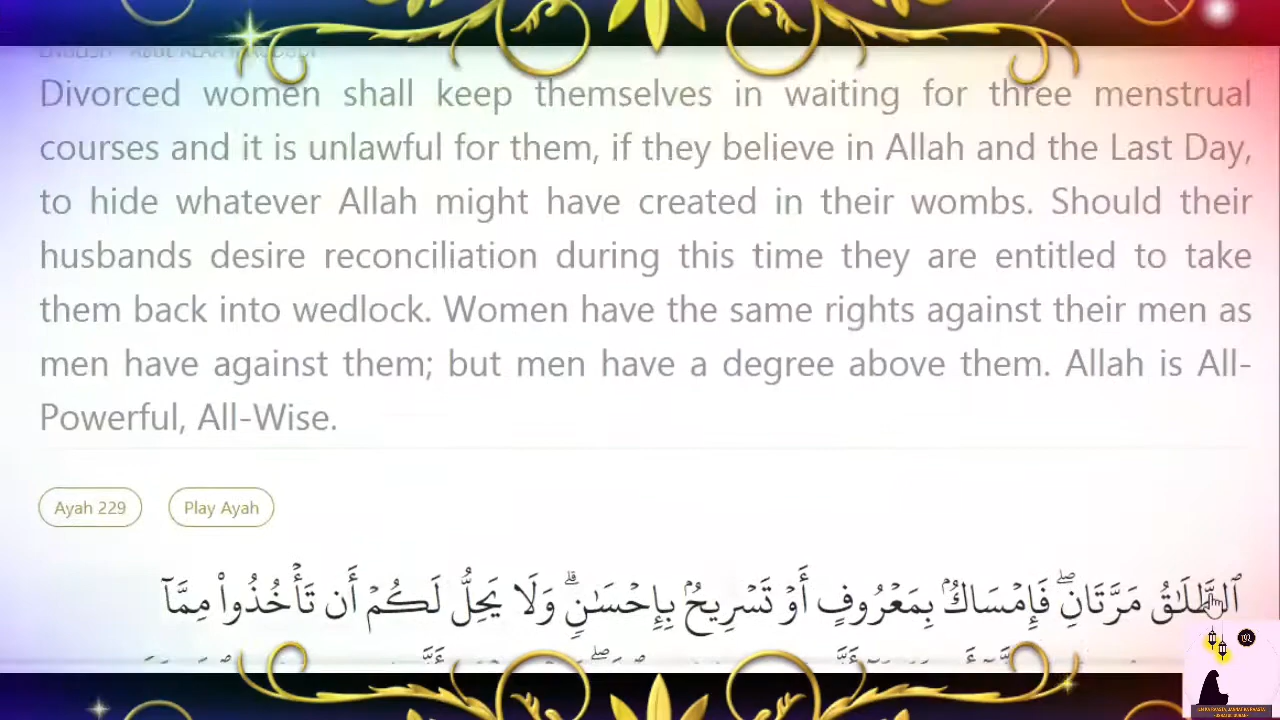 Divorced women shall keep themselves in waiting for three menstrual
courses and it is unlawful for them, if they believe in Allah and the Last Day,
to hide whatever Allah might have created in their wombs. Should their
husbands desire reconciliation during this time they are entitled to take
them back into wedlock. Women have the same rights against their men as
men have against them; but men have a degree above them. Allah is All-
Powerful, All-Wise.
Ayah 229
Play Ayah
ٱلطَّلَـٰقُ مَرَّتَانِۖ فَإِمۡسَاكُۢ بِمَعۡرُوفٍ أَوۡ تَسۡرِيحُۢ بِإِحۡسَـٰنٖۗ وَلَا يَحِلُّ لَكُمۡ أَن تَأۡخُذُواْ مِمَّآ